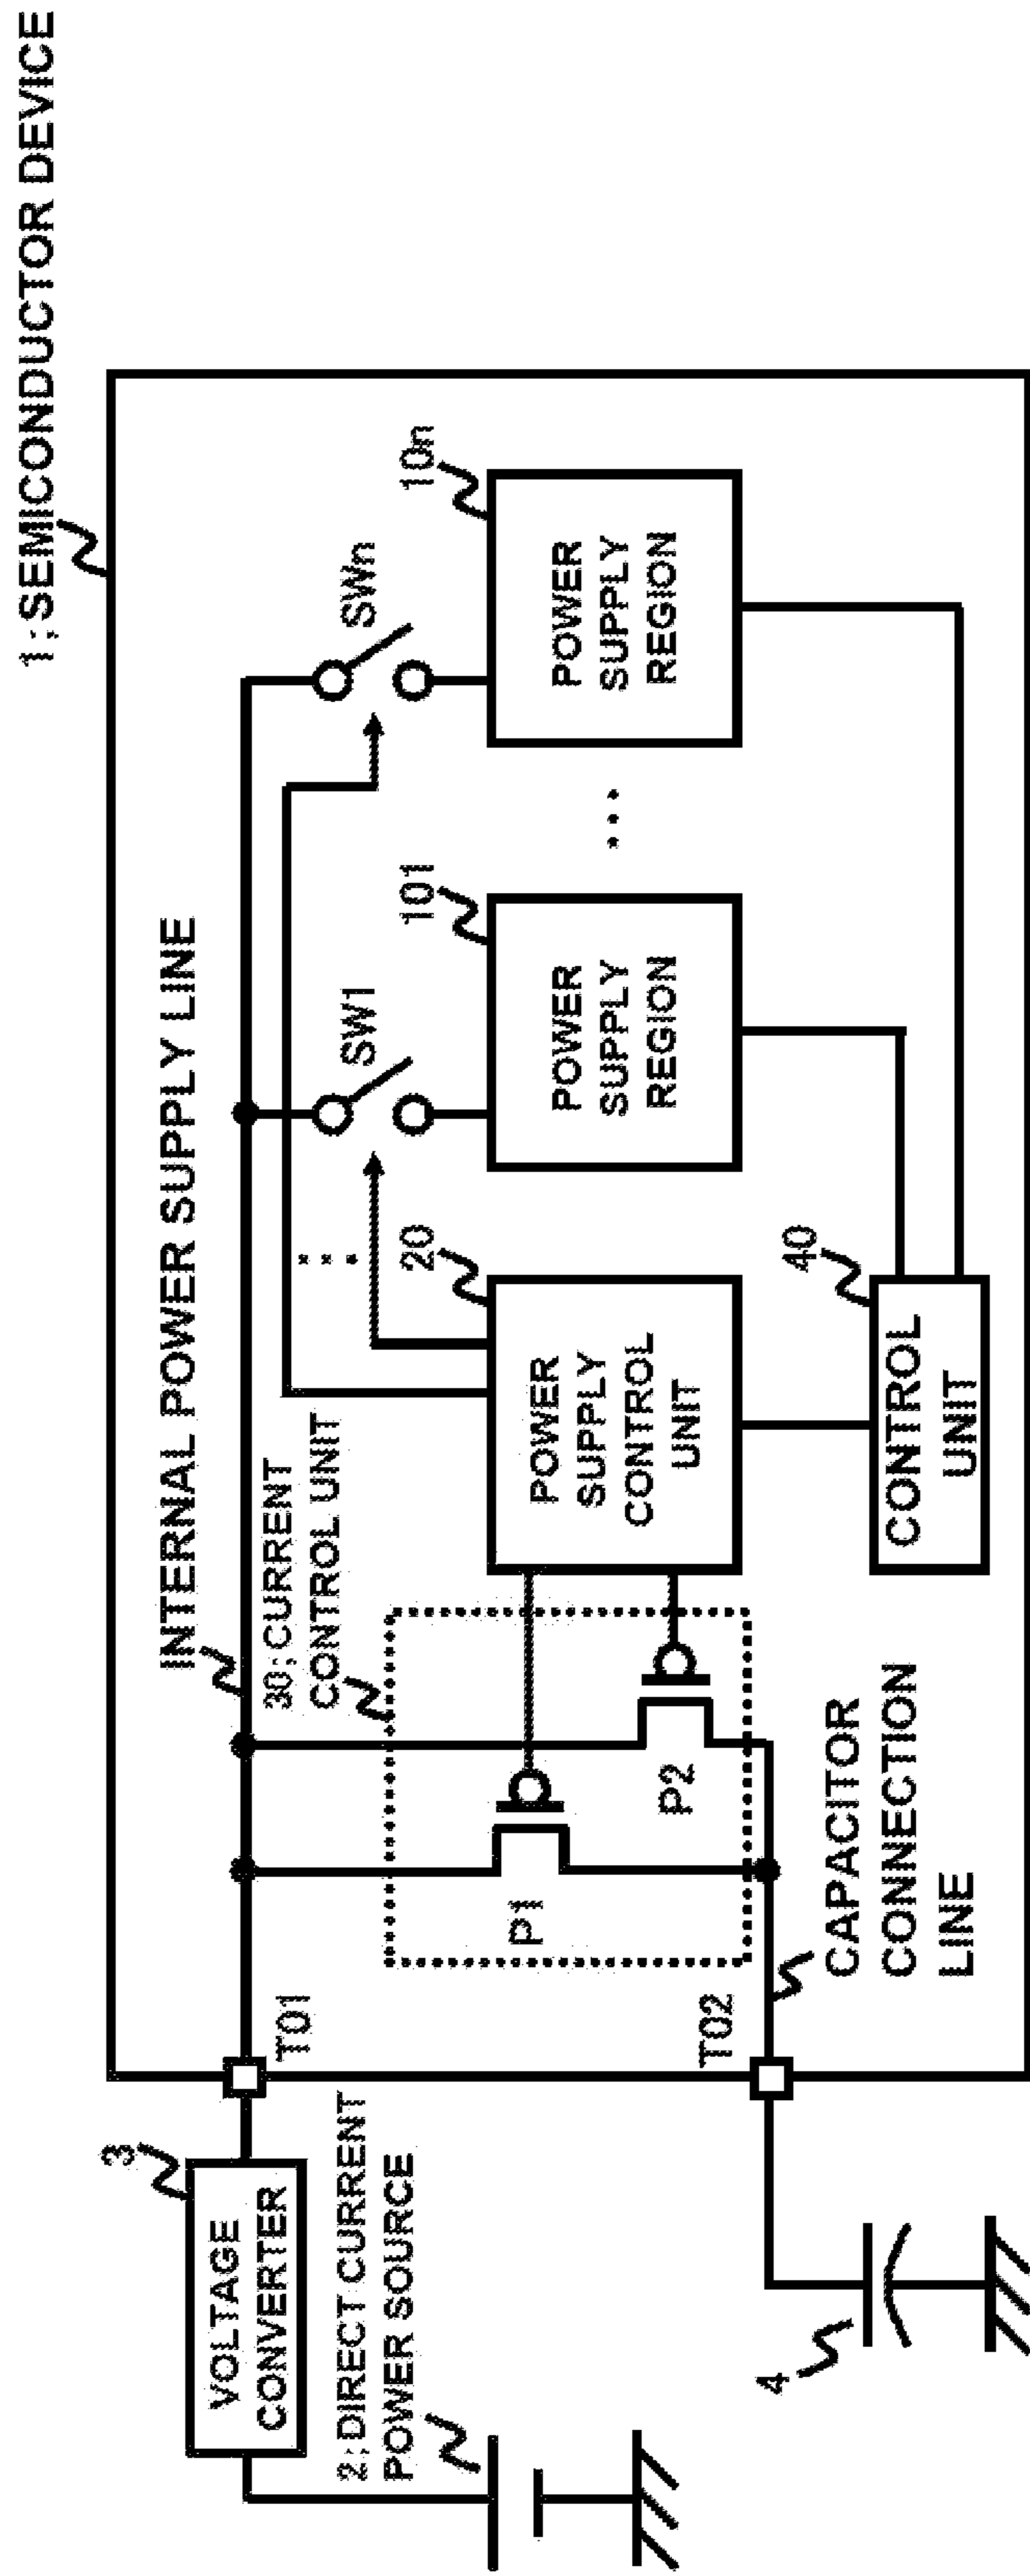 1;SEMICONDUCTOR DEVICE
INTERNAL POWER SUPPLY LINE
3
VOLTAGE
CONVERTER
T01
30;CURRENT
CONTROL UNIT
SW1
SWn
2;DIRECT CURRENT
POWER SOURCE
P1
P2
20
POWER
SUPPLY
CONTROL
UNIT
101
POWER
SUPPLY
REGION
...
10n
POWER
SUPPLY
REGION
...
T02
CAPACITOR
CONNECTION
LINE
40
CONTROL
UNIT
4